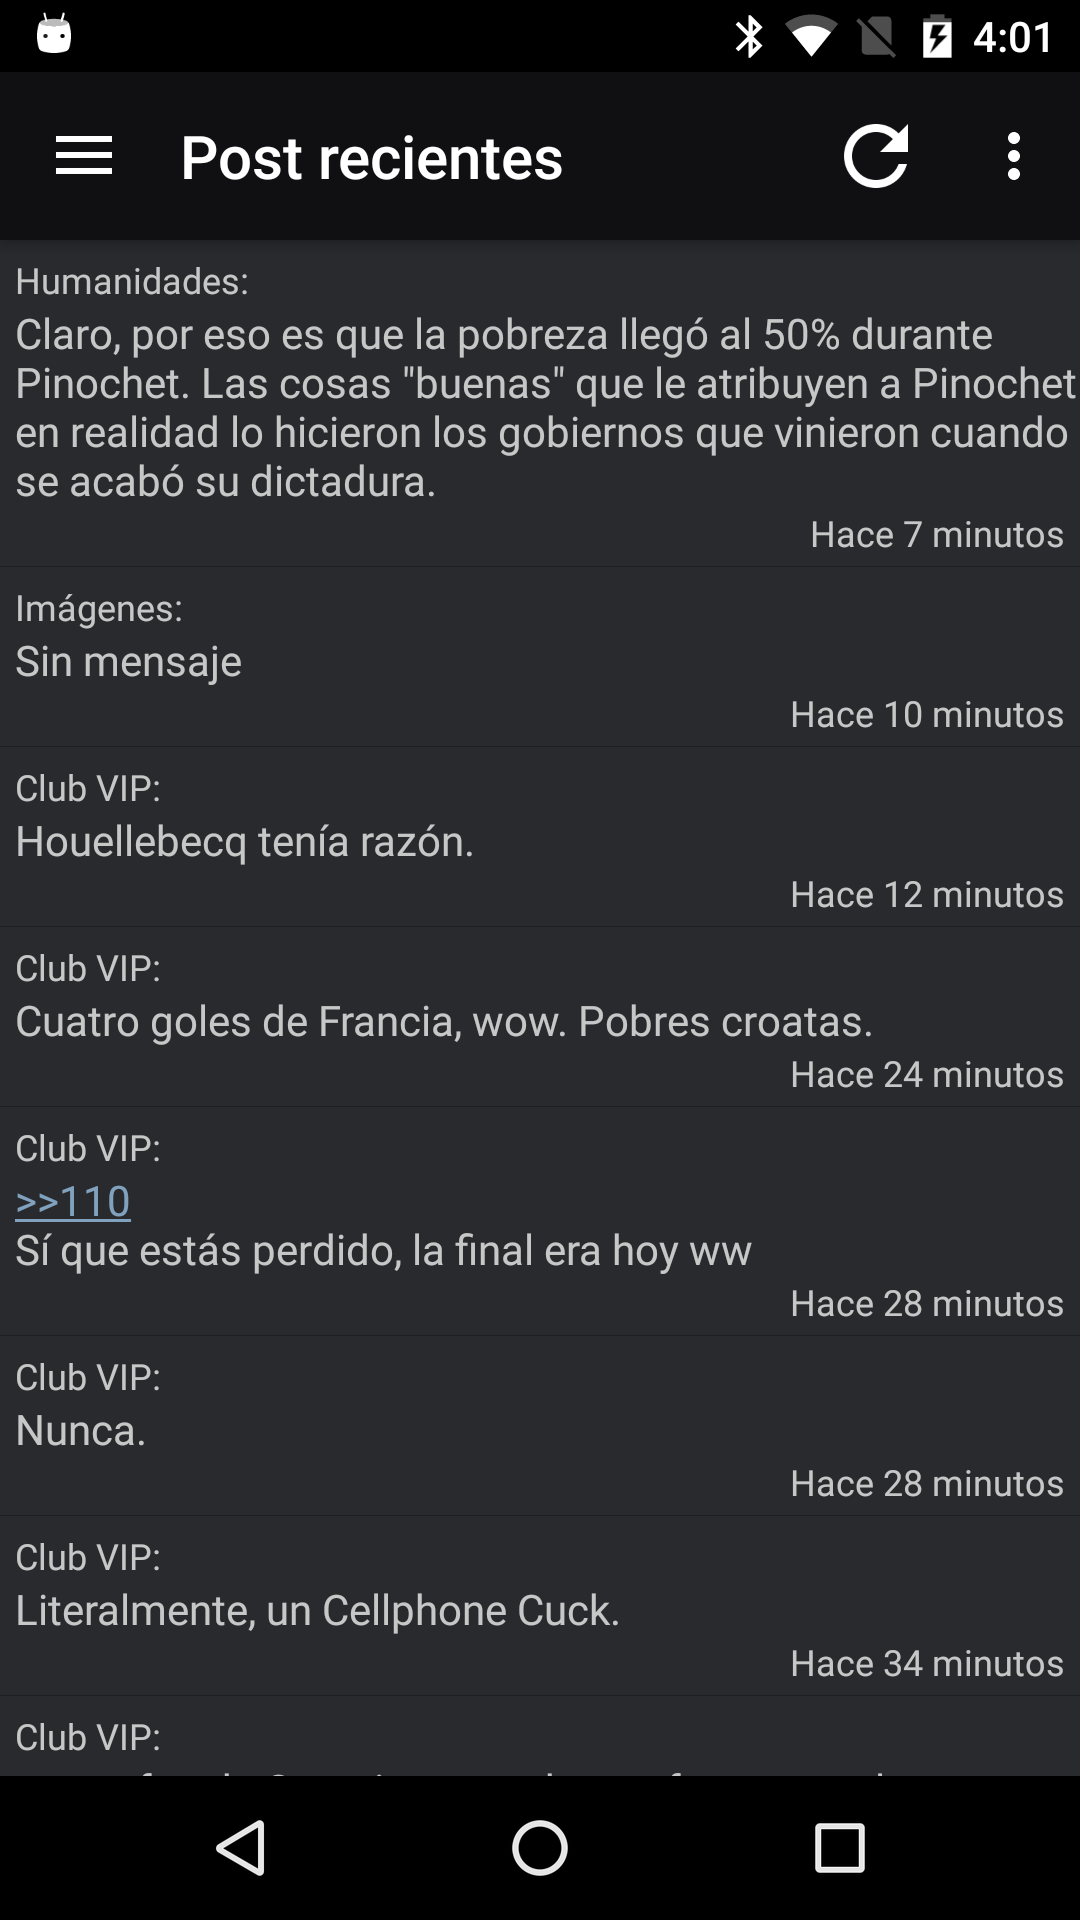 4:01
Post recientes
Humanidades:
Claro, por eso es que la pobreza llegó al 50% durante
Pinochet. Las cosas "buenas" que le atribuyen a Pinochet
en realidad lo hicieron los gobiernos que vinieron cuando
se acabó su dictadura.
Hace 7 minutos
Imágenes:
Sin mensaje
Hace 10 minutos
Club VIP:
Houellebecq tenía razón.
Hace 12 minutos
Club VIP:
Cuatro goles de Francia, wow. Pobres croatas.
Hace 24 minutos
Club VIP:
>>110
Sí que estás perdido, la final era hoy ww
Hace 28 minutos
Club VIP:
Nunca.
Hace 28 minutos
Club VIP:
Literalmente, un Cellphone Cuck.
Hace 34 minutos
Club VIP: